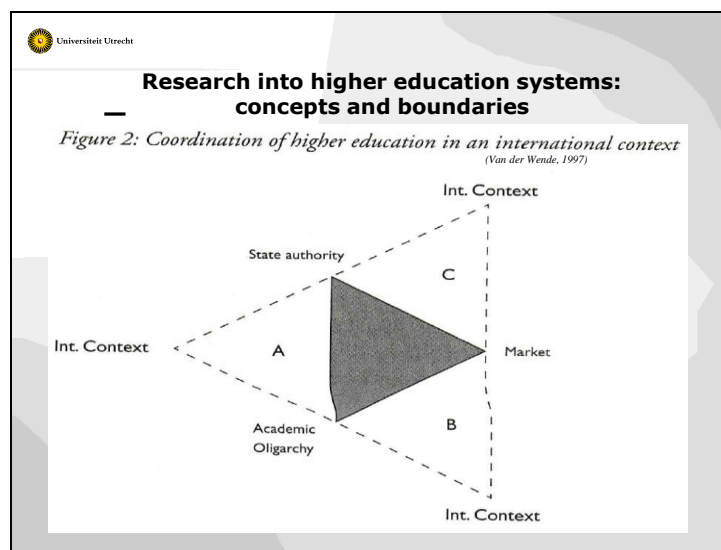 Universiteit Utrecht
Research into higher education systems:
concepts and boundaries
Figure 2: Coordination of higher education in an international context
(Van der Wende, 1997)
Int. Context
State authority
C
Int. Context
A
Market
Academic
Oligarchy
B
Int. Context